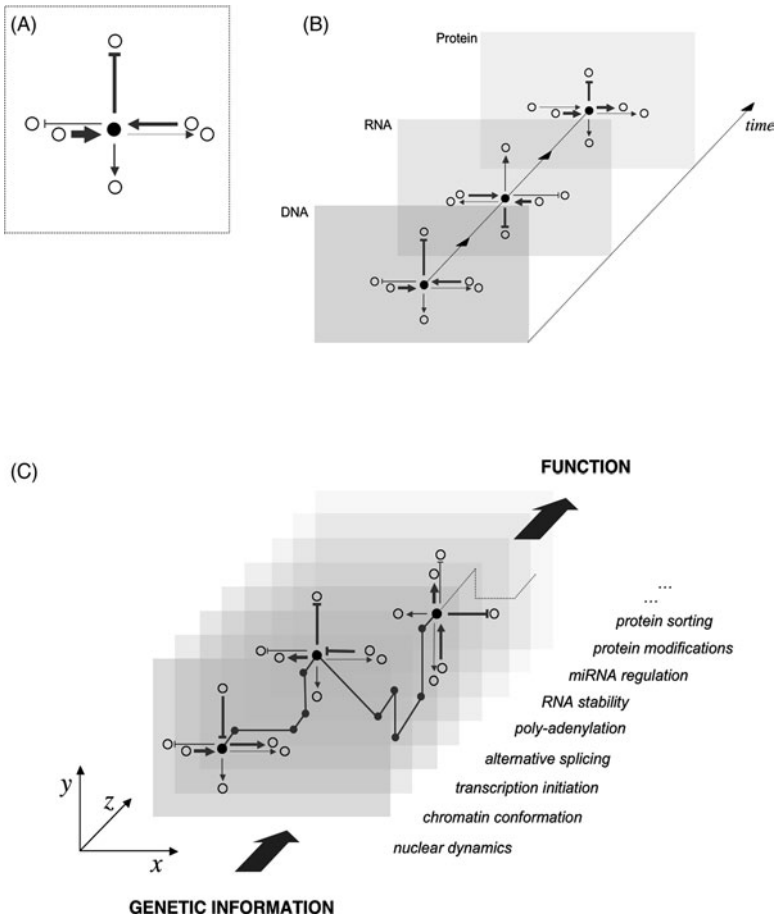 (A)
(B)
Protein
RNA
DNA
time
(C)
FUNCTION
...
...
protein sorting
protein modifications
miRNA regulation
RNA stability
poly-adenylation
alternative splicing
transcription initiation
chromatin conformation
nuclear dynamics
y
z
x
GENETIC INFORMATION